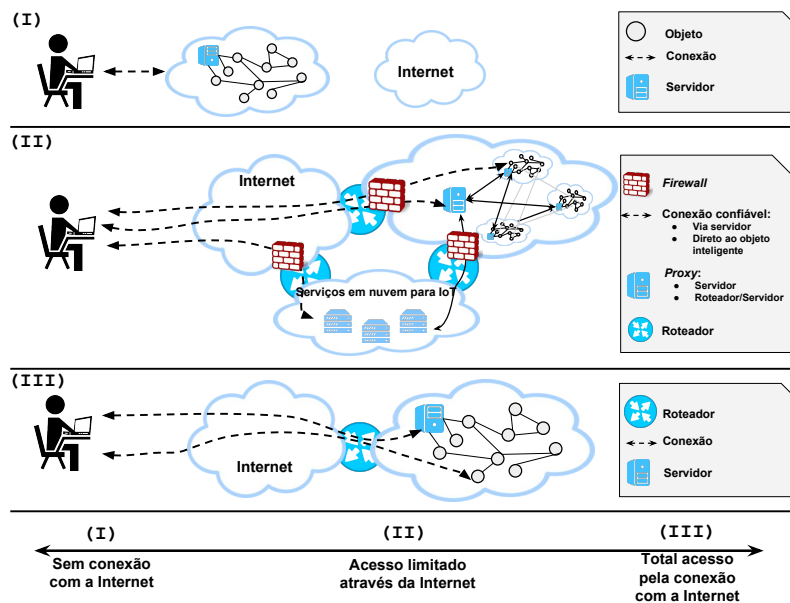 (I)
Internet
Objeto
Conexão
Servidor
(II)
Internet
Serviços em nuvem para IoT
Firewall
Conexão confiável:
● Via servidor
● Direto ao objeto
inteligente
Proxy:
● Servidor
● Roteador/Servidor
Roteador
(III)
Internet
Roteador
Conexão
Servidor
(I)
Sem conexão
com a Internet
(II)
Acesso limitado
através da Internet
(III)
Total acesso
pela conexão
com a Internet